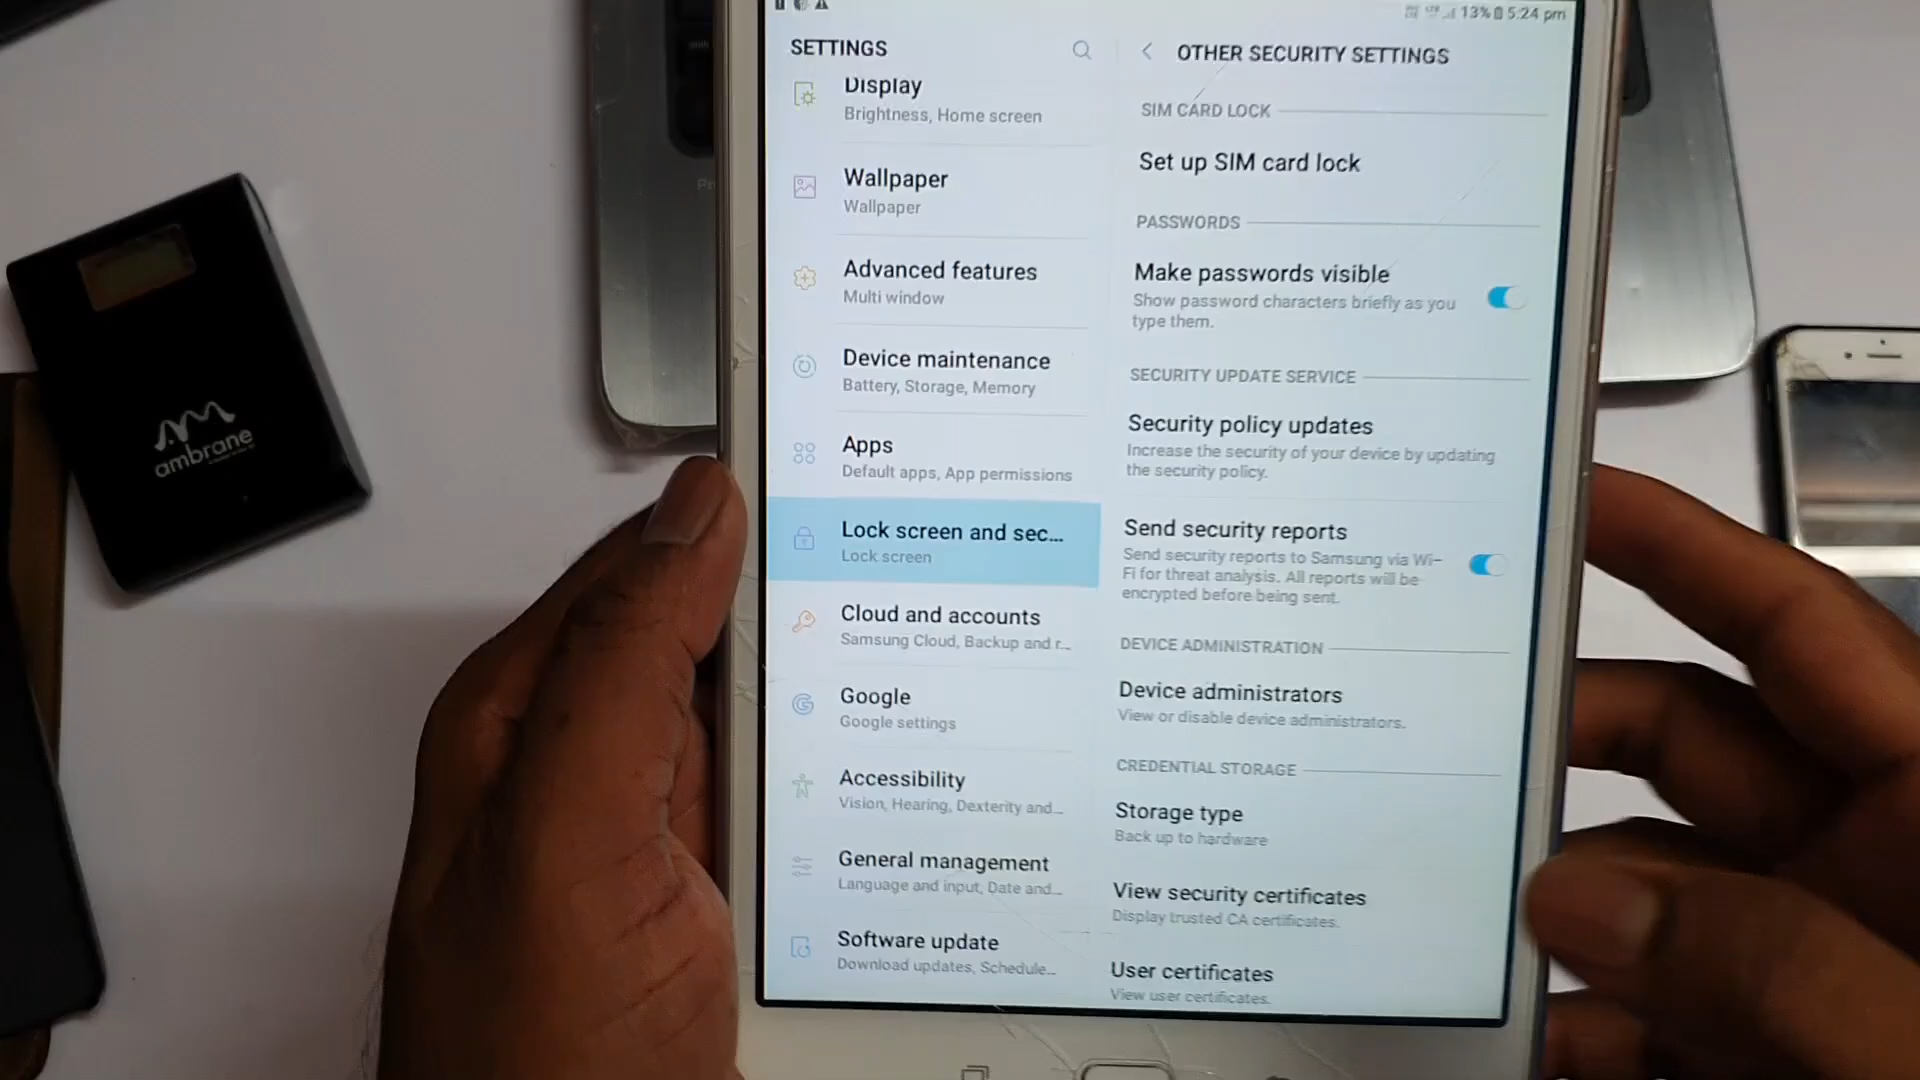 13% 5:24 pm
SETTINGS
Display
Brightness, Home screen
Wallpaper
Wallpaper
Advanced features
Multi window
Device maintenance
Battery, Storage, Memory
Apps
Default apps, App permissions
Lock screen and sec...
Lock screen
Cloud and accounts
Samsung Cloud, Backup and r...
Google
Google settings
Accessibility
Vision, Hearing, Dexterity and...
General management
Language and input, Date and...
Software update
Download updates, Schedule...
OTHER SECURITY SETTINGS
SIM CARD LOCK
Set up SIM card lock
PASSWORDS
Make passwords visible
Show password characters briefly as you
type them.
SECURITY UPDATE SERVICE
Security policy updates
Increase the security of your device by updating
the security policy.
Send security reports
Send security reports to Samsung via Wi-
Fi for threat analysis. All reports will be
encrypted before being sent.
DEVICE ADMINISTRATION
Device administrators
View or disable device administrators.
CREDENTIAL STORAGE
Storage type
Back up to hardware
View security certificates
Display trusted CA certificates.
User certificates
View user certificates.
ambrane